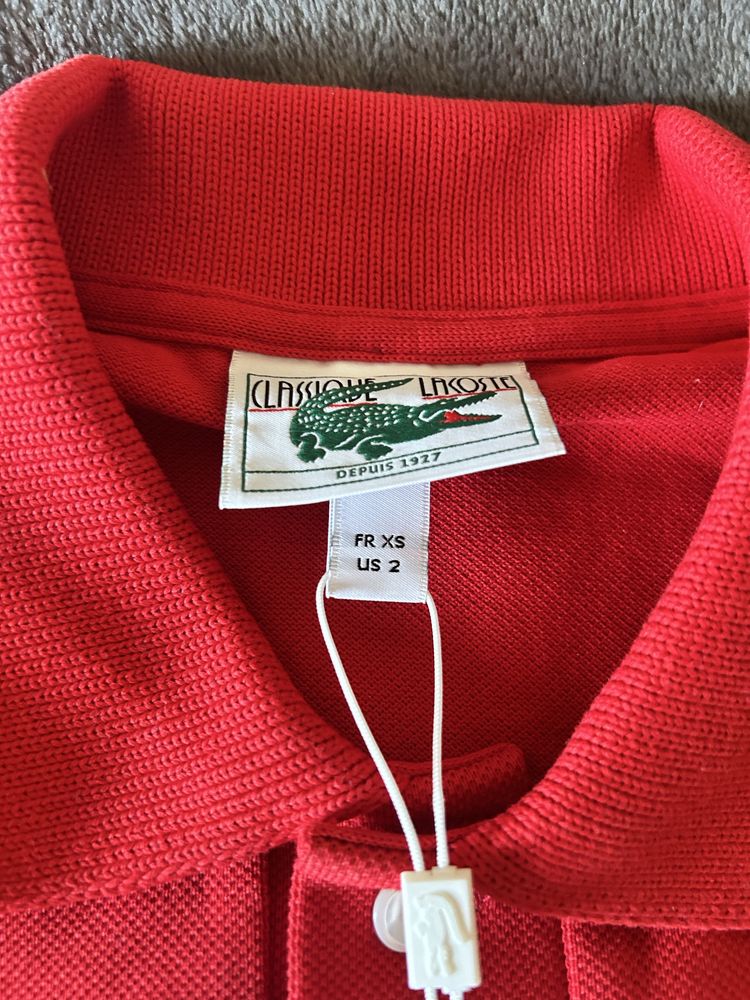 CLASSIQUE LACOSTE
DEPUIS 1927
FR XS
US 2